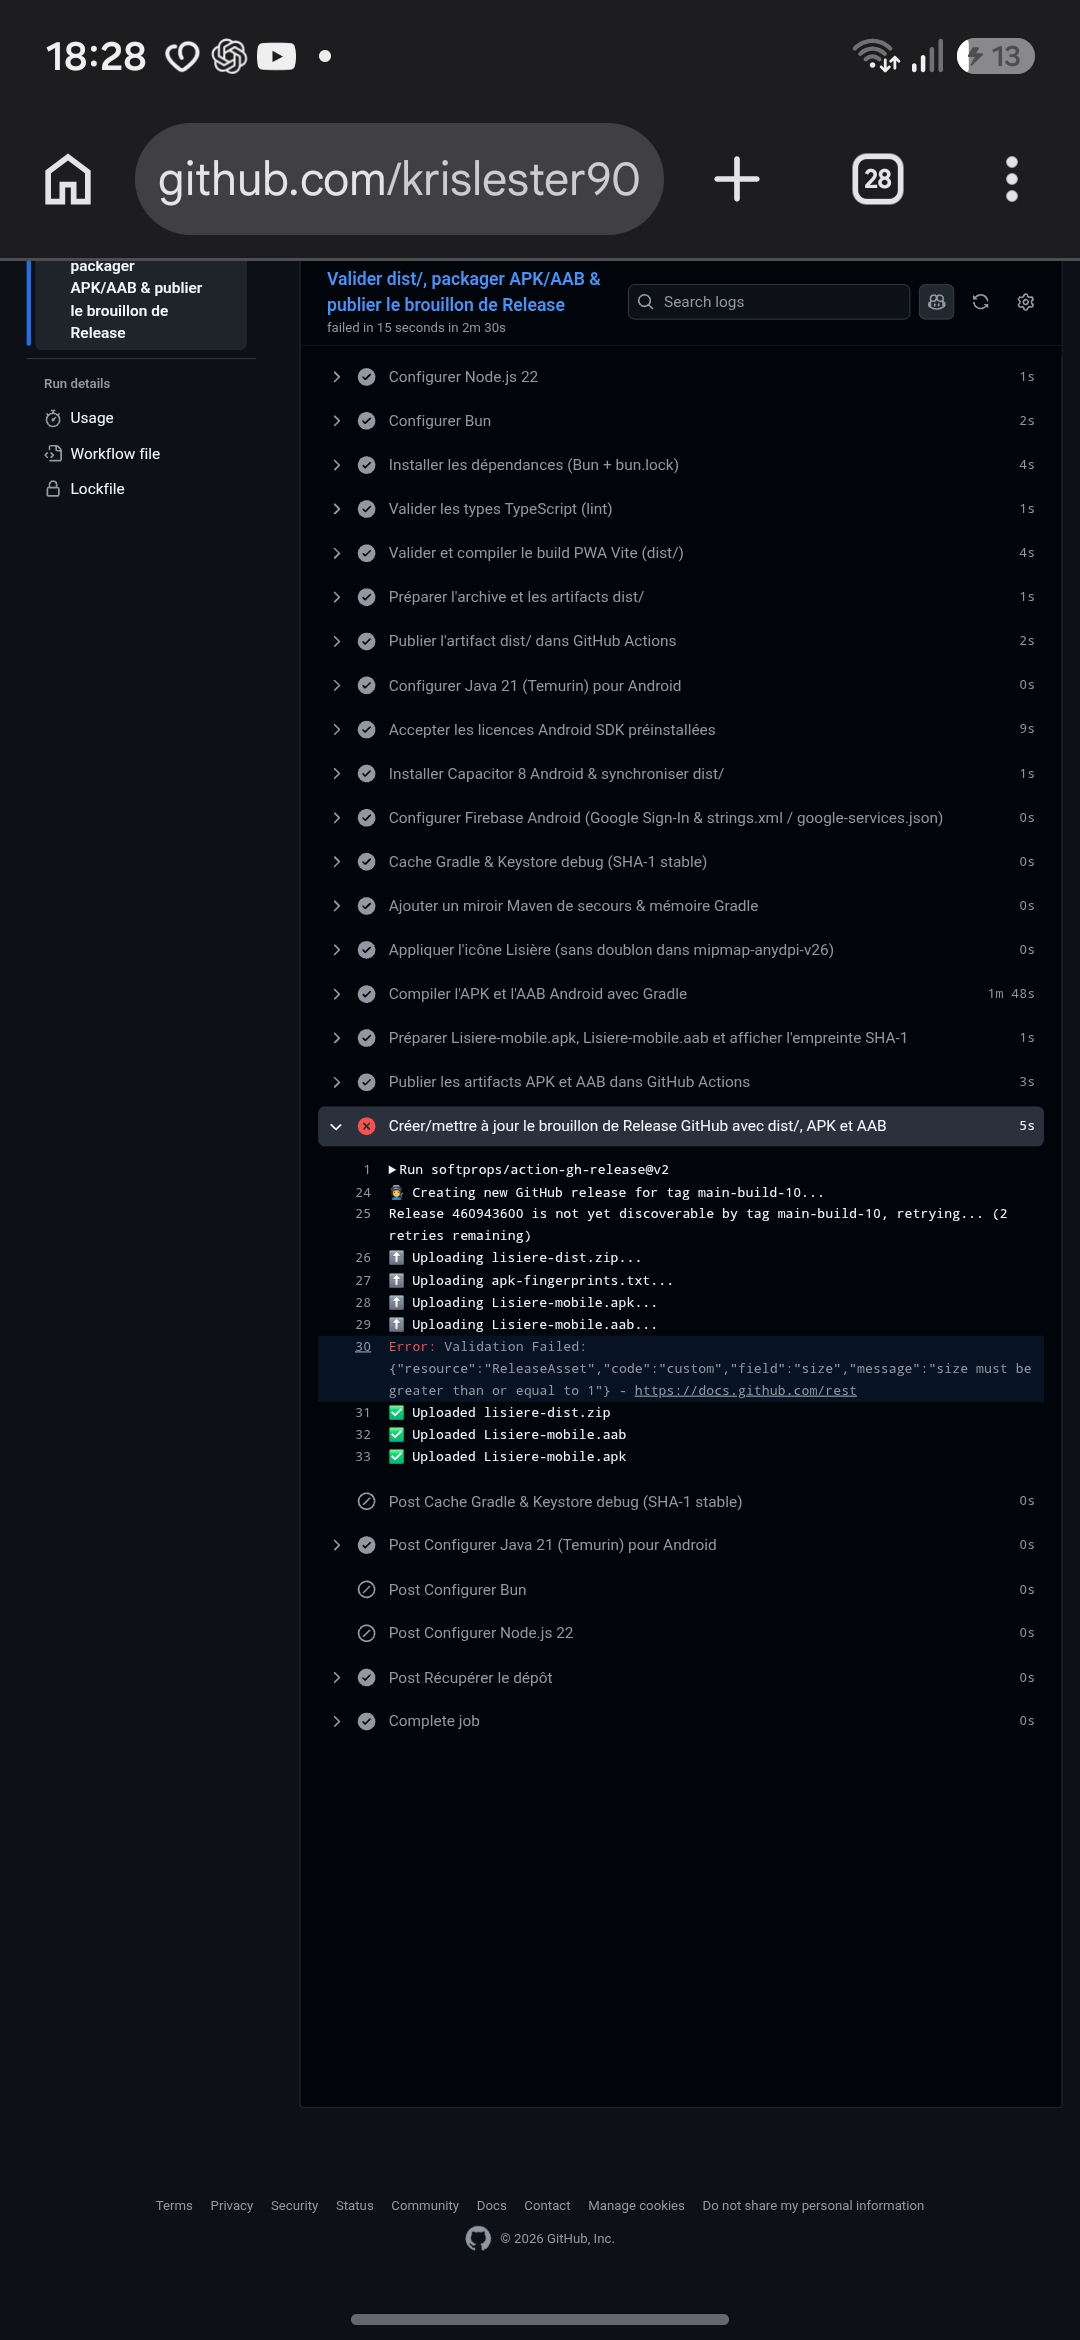 18:28
13
github.com/krislester90
28
packager
APK/AAB & publier
le brouillon de
Release
Run details
Usage
Workflow file
Lockfile
Valider dist/, packager APK/AAB &
publier le brouillon de Release
failed in 15 seconds in 2m 30s
Search logs
Configurer Node.js 22 1s
Configurer Bun 2s
Installer les dépendances (Bun + bun.lock) 4s
Valider les types TypeScript (lint) 1s
Valider et compiler le build PWA Vite (dist/) 4s
Préparer l'archive et les artifacts dist/ 1s
Publier l'artifact dist/ dans GitHub Actions 2s
Configurer Java 21 (Temurin) pour Android 0s
Accepter les licences Android SDK préinstallées 9s
Installer Capacitor 8 Android & synchroniser dist/ 1s
Configurer Firebase Android (Google Sign-In & strings.xml / google-services.json) 0s
Cache Gradle & Keystore debug (SHA-1 stable) 0s
Ajouter un miroir Maven de secours & mémoire Gradle 0s
Appliquer l'icône Lisière (sans doublon dans mipmap-anydpi-v26) 0s
Compiler l'APK et l'AAB Android avec Gradle 1m 48s
Préparer Lisiere-mobile.apk, Lisiere-mobile.aab et afficher l'empreinte SHA-1 1s
Publier les artifacts APK et AAB dans GitHub Actions 3s
Créer/mettre à jour le brouillon de Release GitHub avec dist/, APK et AAB 5s
1 Run softprops/action-gh-release@v2
24 👩‍🏭 Creating new GitHub release for tag main-build-10...
25 Release 460943600 is not yet discoverable by tag main-build-10, retrying... (2
retries remaining)
26 ⬆️ Uploading lisiere-dist.zip...
27 ⬆️ Uploading apk-fingerprints.txt...
28 ⬆️ Uploading Lisiere-mobile.apk...
29 ⬆️ Uploading Lisiere-mobile.aab...
30 Error: Validation Failed:
{"resource":"ReleaseAsset","code":"custom","field":"size","message":"size must be
greater than or equal to 1"} - https://docs.github.com/rest
31 ✅ Uploaded lisiere-dist.zip
32 ✅ Uploaded Lisiere-mobile.aab
33 ✅ Uploaded Lisiere-mobile.apk
Post Cache Gradle & Keystore debug (SHA-1 stable) 0s
Post Configurer Java 21 (Temurin) pour Android 0s
Post Configurer Bun 0s
Post Configurer Node.js 22 0s
Post Récupérer le dépôt 0s
Complete job 0s
Terms Privacy Security Status Community Docs Contact Manage cookies Do not share my personal information
© 2026 GitHub, Inc.